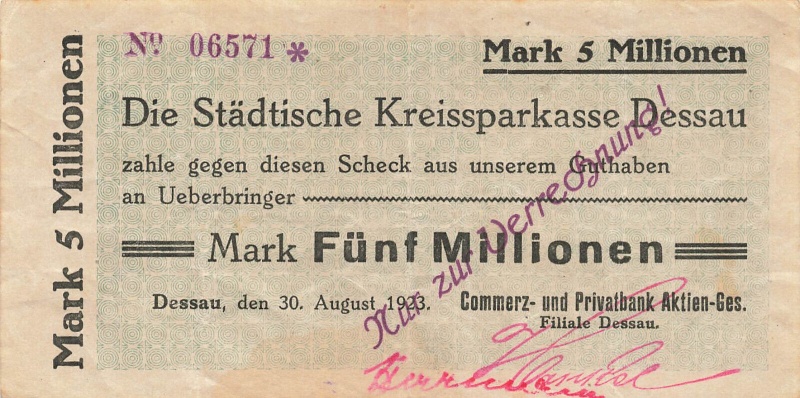 Mark 5 Millionen
Nº 06571 *
Mark 5 Millionen
Die Städtische Kreissparkasse Dessau
zahle gegen diesen Scheck aus unserem Guthaben
an Ueberbringer
Mark Fünf Millionen
Dessau, den 30. August 1923.
Commerz- und Privatbank Aktien-Ges.
Filiale Dessau.
Nur zur Verrechnung!